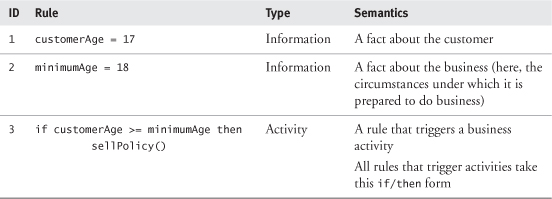 ID Rule Type Semantics
1 customerAge = 17 Information A fact about the customer
2 minimumAge = 18 Information A fact about the business (here, the
circumstances under which it is
prepared to do business)
3 if customerAge >= minimumAge then Activity A rule that triggers a business
sellPolicy() activity
All rules that trigger activities take
this if/then form